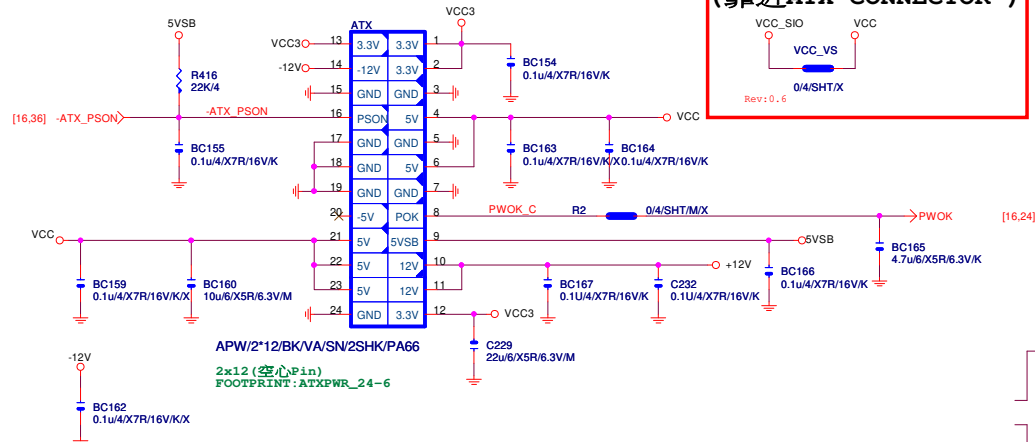 (靠近ATX CONNECTOR )
VCC_SIO
VCC
VCC_VS
0/4/SHT/X
Rev:0.6
5VSB
R416
22K/4
[16,36]
-ATX_PSON
-ATX_PSON
BC155
0.1u/4/X7R/16V/K
VCC3
-12V
ATX
VCC3
13 3.3V 3.3V 1
14 -12V 3.3V 2
15 GND GND 3
16 PSON 5V 4
17 GND GND 5
18 GND 5V 6
19 GND GND 7
20 -5V POK 8
21 5V 5VSB 9
22 5V 12V 10
23 5V 12V 11
24 GND 3.3V 12
BC154
0.1u/4/X7R/16V/K
VCC
BC163
0.1u/4/X7R/16V/K/X
BC164
0.1u/4/X7R/16V/K
PWOK_C
R2
0/4/SHT/M/X
PWOK
[16,24]
5VSB
BC165
4.7u/6/X5R/6.3V/K
BC166
0.1u/4/X7R/16V/K
+12V
BC167
0.1U/4/X7R/16V/K
C232
0.1U/4/X7R/16V/K
VCC3
C229
22u/6/X5R/6.3V/M
VCC
BC159
0.1u/4/X7R/16V/K/X
BC160
10u/6/X5R/6.3V/M
APW/2*12/BK/VA/SN/2SHK/PA66
2x12(空心Pin)
FOOTPRINT:ATXPWR_24-6
-12V
BC162
0.1u/4/X7R/16V/K/X